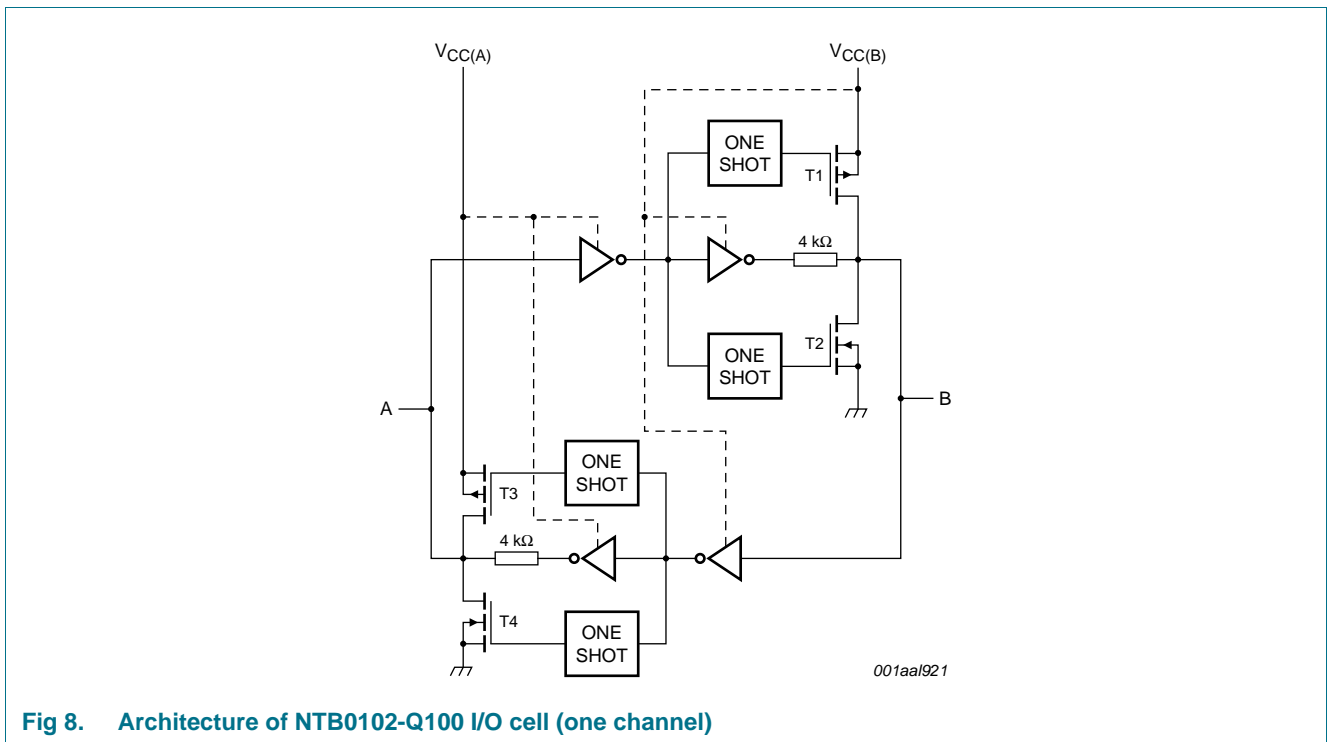 VCC(A)
VCC(B)
ONE
SHOT
T1
4 kΩ
ONE
SHOT
T2
A
B
ONE
SHOT
T3
4 kΩ
ONE
SHOT
T4
001aal921
Fig 8. Architecture of NTB0102-Q100 I/O cell (one channel)